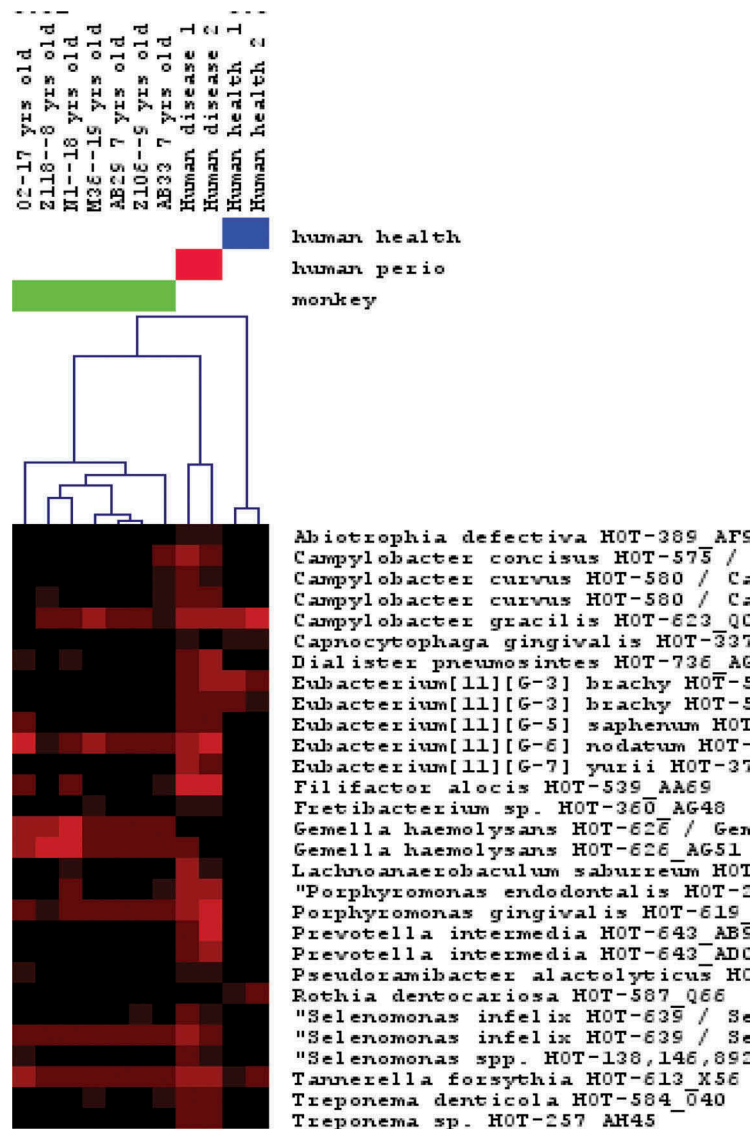 02-17 yrs old
Z118--8 yrs old
N1--18 yrs old
M36--19 yrs old
AB29 7 yrs old
Z106--9 yrs old
AB33 7 yrs old
Human disease 1
Human disease 2
Human health 1
Human health 2
human health
human perio
monkey
Abiotrophia defectiva HOT-389_AF9
Campylobacter concisus HOT-575 /
Campylobacter curvus HOT-580 / Ca
Campylobacter curvus HOT-580 / Ca
Campylobacter gracilis HOT-623_QC
Capnocytophaga gingivalis HOT-337
Dialister pneumosintes HOT-736_AG
Eubacterium[11][G-3] brachy HOT-5
Eubacterium[11][G-3] brachy HOT-5
Eubacterium[11][G-5] saphenum HOT
Eubacterium[11][G-6] nodatum HOT-
Eubacterium[11][G-7] yurii HOT-37
Filifactor alocis HOT-539_AA69
Fretibacterium sp. HOT-360_AG48
Gemella haemolysans HOT-626 / Gem
Gemella haemolysans HOT-626_AG51
Lachnoanaerobaculum saburreum HOT
"Porphyromonas endodontalis HOT-2
Porphyromonas gingivalis HOT-619_
Prevotella intermedia HOT-643_AB9
Prevotella intermedia HOT-643_ADC
Pseudoramibacter alactolyticus HO
Rothia dentocariosa HOT-587_Q66
"Selenomonas infelix HOT-639 / Se
"Selenomonas infelix HOT-639 / Se
"Selenomonas spp. HOT-138,146,892
Tannerella forsythia HOT-613_X56
Treponema denticola HOT-584_O40
Treponema sp. HOT-257_AH45